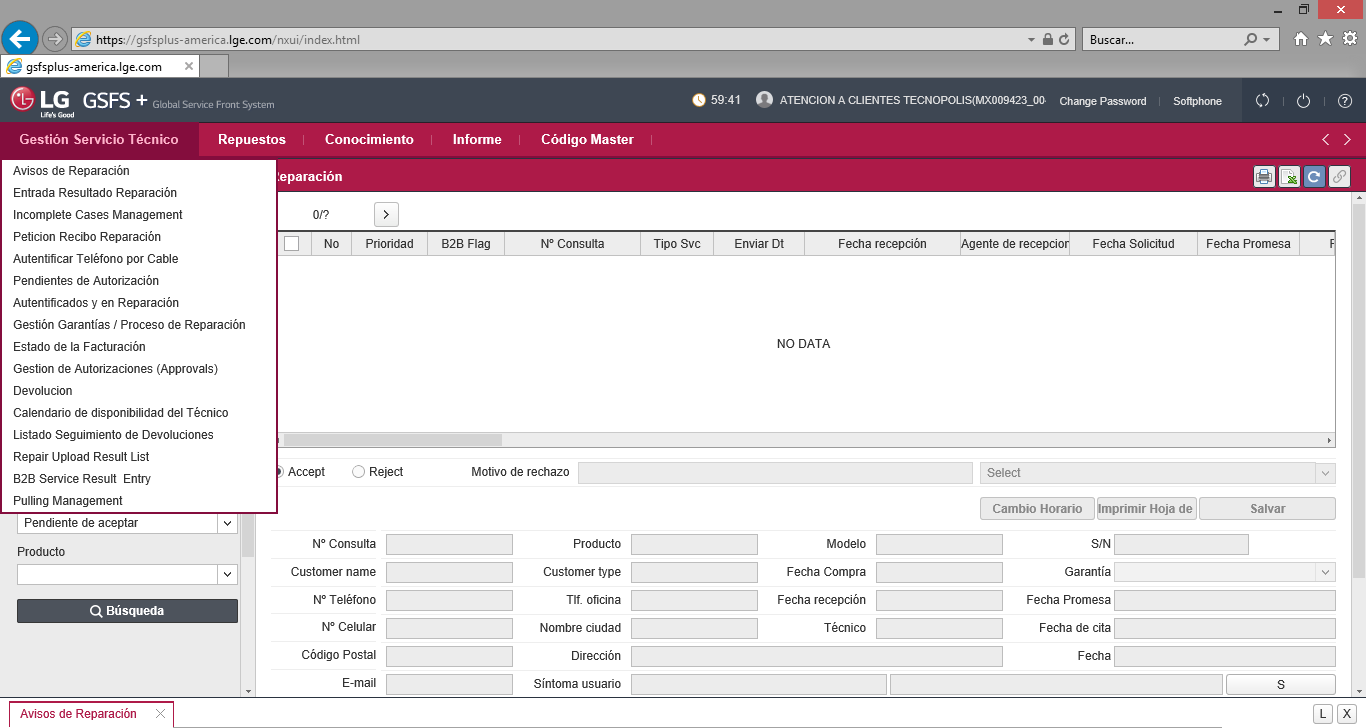 https://gsfsplus-america.lge.com/nxui/index.html
Buscar...
gsfsplus-america.lge.com
LG GSFS + Global Service Front System
Life's Good
59:41 ATENCION A CLIENTES TECNOPOLIS(MX009423_00 Change Password Softphone
Gestión Servicio Técnico Repuestos Conocimiento Informe Código Master
Avisos de Reparación
Entrada Resultado Reparación
Incomplete Cases Management
Peticion Recibo Reparación
Autentificar Teléfono por Cable
Pendientes de Autorización
Autentificados y en Reparación
Gestión Garantías / Proceso de Reparación
Estado de la Facturación
Gestion de Autorizaciones (Approvals)
Devolucion
Calendario de disponibilidad del Técnico
Listado Seguimiento de Devoluciones
Repair Upload Result List
B2B Service Result Entry
Pulling Management
eparación
0/? >
No Prioridad B2B Flag Nº Consulta Tipo Svc Enviar Dt Fecha recepción Agente de recepcion Fecha Solicitud Fecha Promesa F
NO DATA
Accept Reject Motivo de rechazo Select
Cambio Horario Imprimir Hoja de Salvar
Pendiente de aceptar
Producto
Búsqueda
Nº Consulta Producto Modelo S/N
Customer name Customer type Fecha Compra Garantía
Nº Teléfono Tlf. oficina Fecha recepción Fecha Promesa
Nº Celular Nombre ciudad Técnico Fecha de cita
Código Postal Dirección Fecha
E-mail Síntoma usuario S
Avisos de Reparación L X